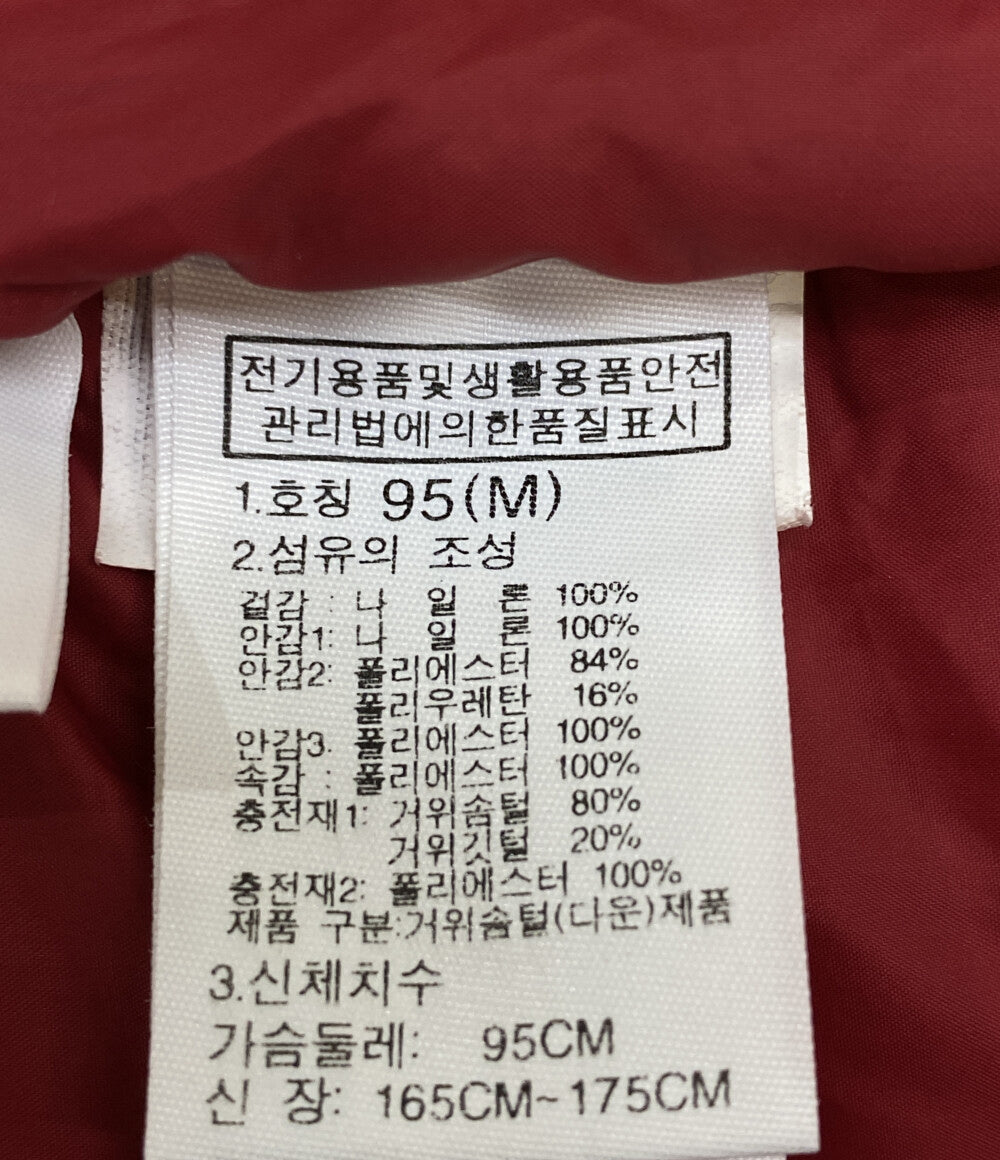 전기용품및생활용품안전
관리법에의한품질표시
1.호칭 95(M)
2.섬유의 조성
겉감 : 나 일 론 100%
안감1: 나 일 론 100%
안감2: 폴리에스터 84%
폴리우레탄 16%
안감3. 폴리에스터 100%
속감 : 폴리에스터 100%
충전재1: 거위솜털 80%
거위깃털 20%
충전재2: 폴리에스터 100%
제품 구분:거위솜털(다운)제품
3.신체치수
가슴둘레: 95CM
신 장: 165CM~175CM